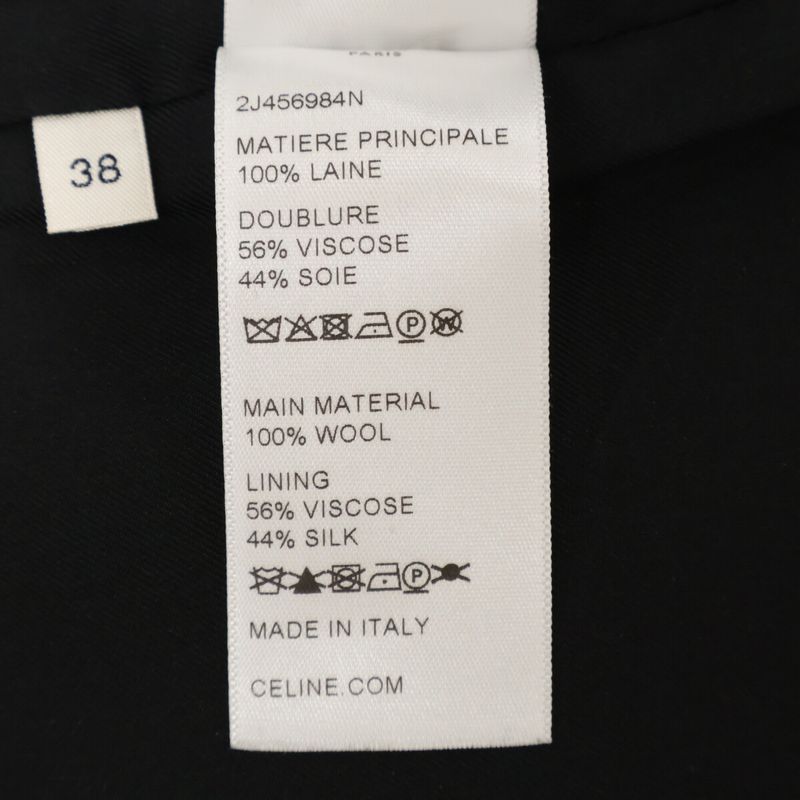 PARIS
38
2J456984N
MATIERE PRINCIPALE
100% LAINE
DOUBLURE
56% VISCOSE
44% SOIE
P W
MAIN MATERIAL
100% WOOL
LINING
56% VISCOSE
44% SILK
P
MADE IN ITALY
CELINE.COM